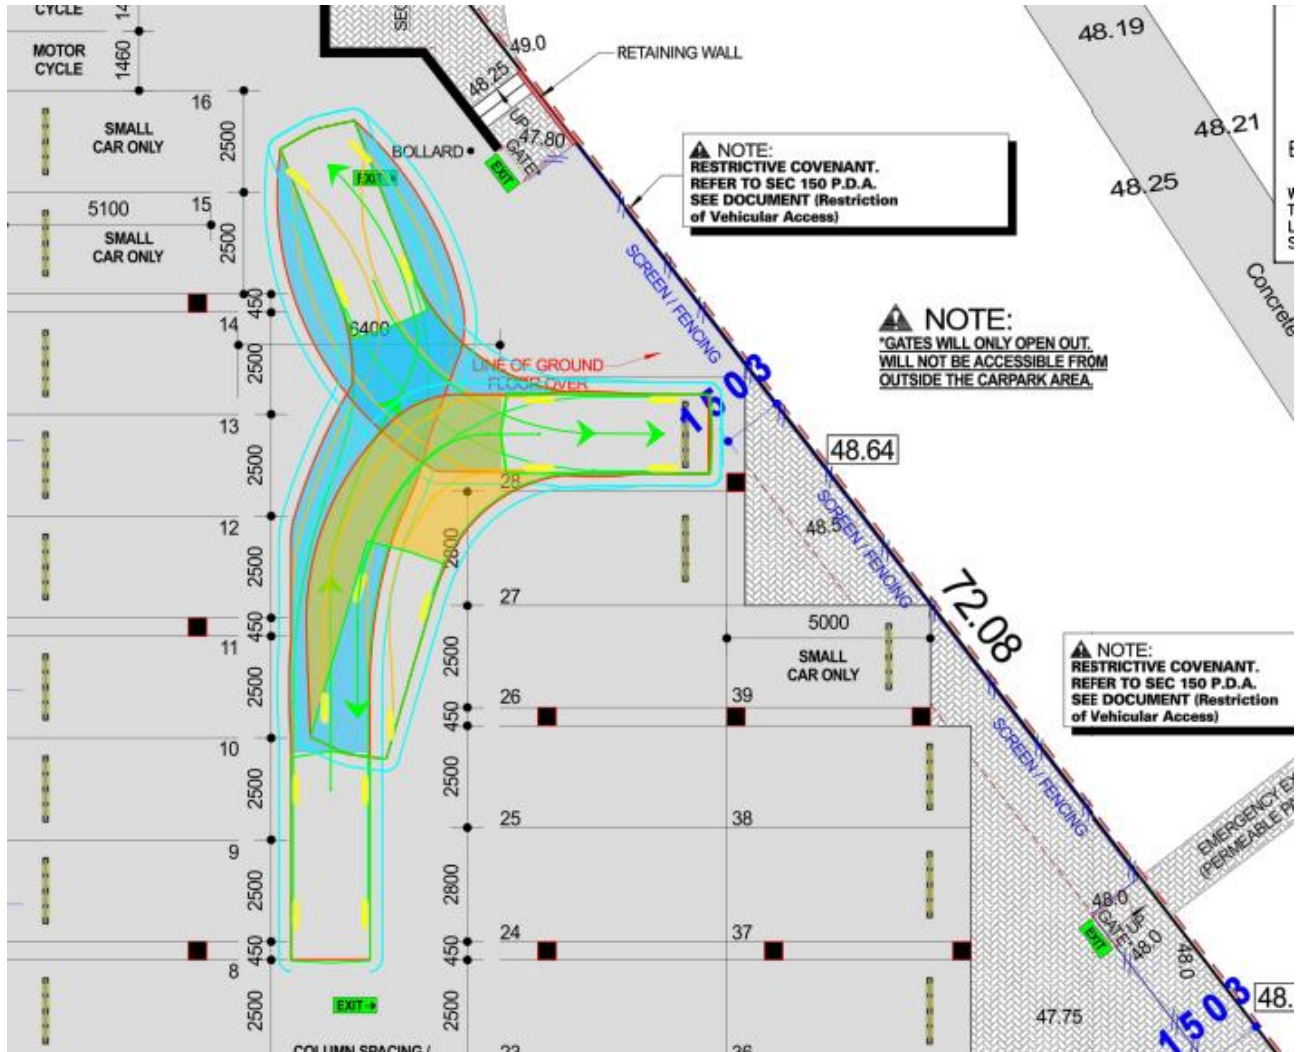 CYCLE
14
SEC
49.0
RETAINING WALL
48.19
MOTOR
CYCLE
1460
48.25
UP
47.80
GATE*
EXIT
BOLLARD
48.21
48.25
16
SMALL
CAR ONLY
2500
EXIT
NOTE:
RESTRICTIVE COVENANT.
REFER TO SEC 150 P.D.A.
SEE DOCUMENT (Restriction
of Vehicular Access)
5100
15
SMALL
CAR ONLY
2500
SCREEN / FENCING
Concrete
450
14
6400
2500
LINE OF GROUND
FLOOR OVER
NOTE:
*GATES WILL ONLY OPEN OUT.
WILL NOT BE ACCESSIBLE FROM
OUTSIDE THE CARPARK AREA.
1503
13
2500
48.64
28
12
2500
2800
48.5
SCREEN / FENCING
72.08
27
450
11
5000
SMALL
CAR ONLY
2500
2500
26
39
450
NOTE:
RESTRICTIVE COVENANT.
REFER TO SEC 150 P.D.A.
SEE DOCUMENT (Restriction
of Vehicular Access)
10
2500
2500
SCREEN / FENCING
25
38
9
2500
2800
EMERGENCY EX
(PERMEABLE P
48.0
UP
GATE*
48.0
EXIT
48.0
24
37
450
450
8
2500
EXIT
2500
47.75
1503
48.
COLUMN SPACING /
23
36